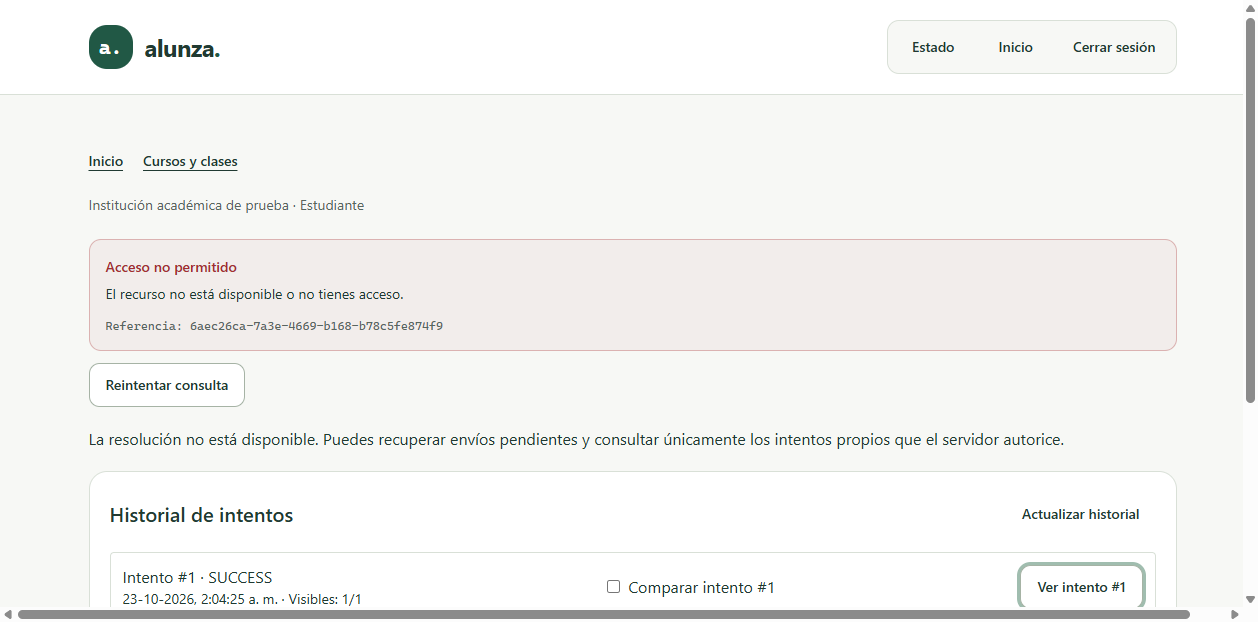 a. alunza.
Estado Inicio Cerrar sesión
Inicio Cursos y clases
Institución académica de prueba · Estudiante
Acceso no permitido
El recurso no está disponible o no tienes acceso.
Referencia: 6aec26ca-7a3e-4669-b168-b78c5fe874f9
Reintentar consulta
La resolución no está disponible. Puedes recuperar envíos pendientes y consultar únicamente los intentos propios que el servidor autorice.
Historial de intentos Actualizar historial
Intento #1 · SUCCESS
23-10-2026, 2:04:25 a. m. · Visibles: 1/1
Comparar intento #1
Ver intento #1